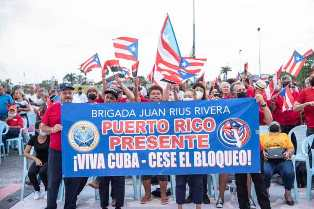 BRIGADA JUAN RIUS RIVERA
PUERTO RICO
PRESENTE
¡VIVA CUBA - CESE EL BLOQUEO!